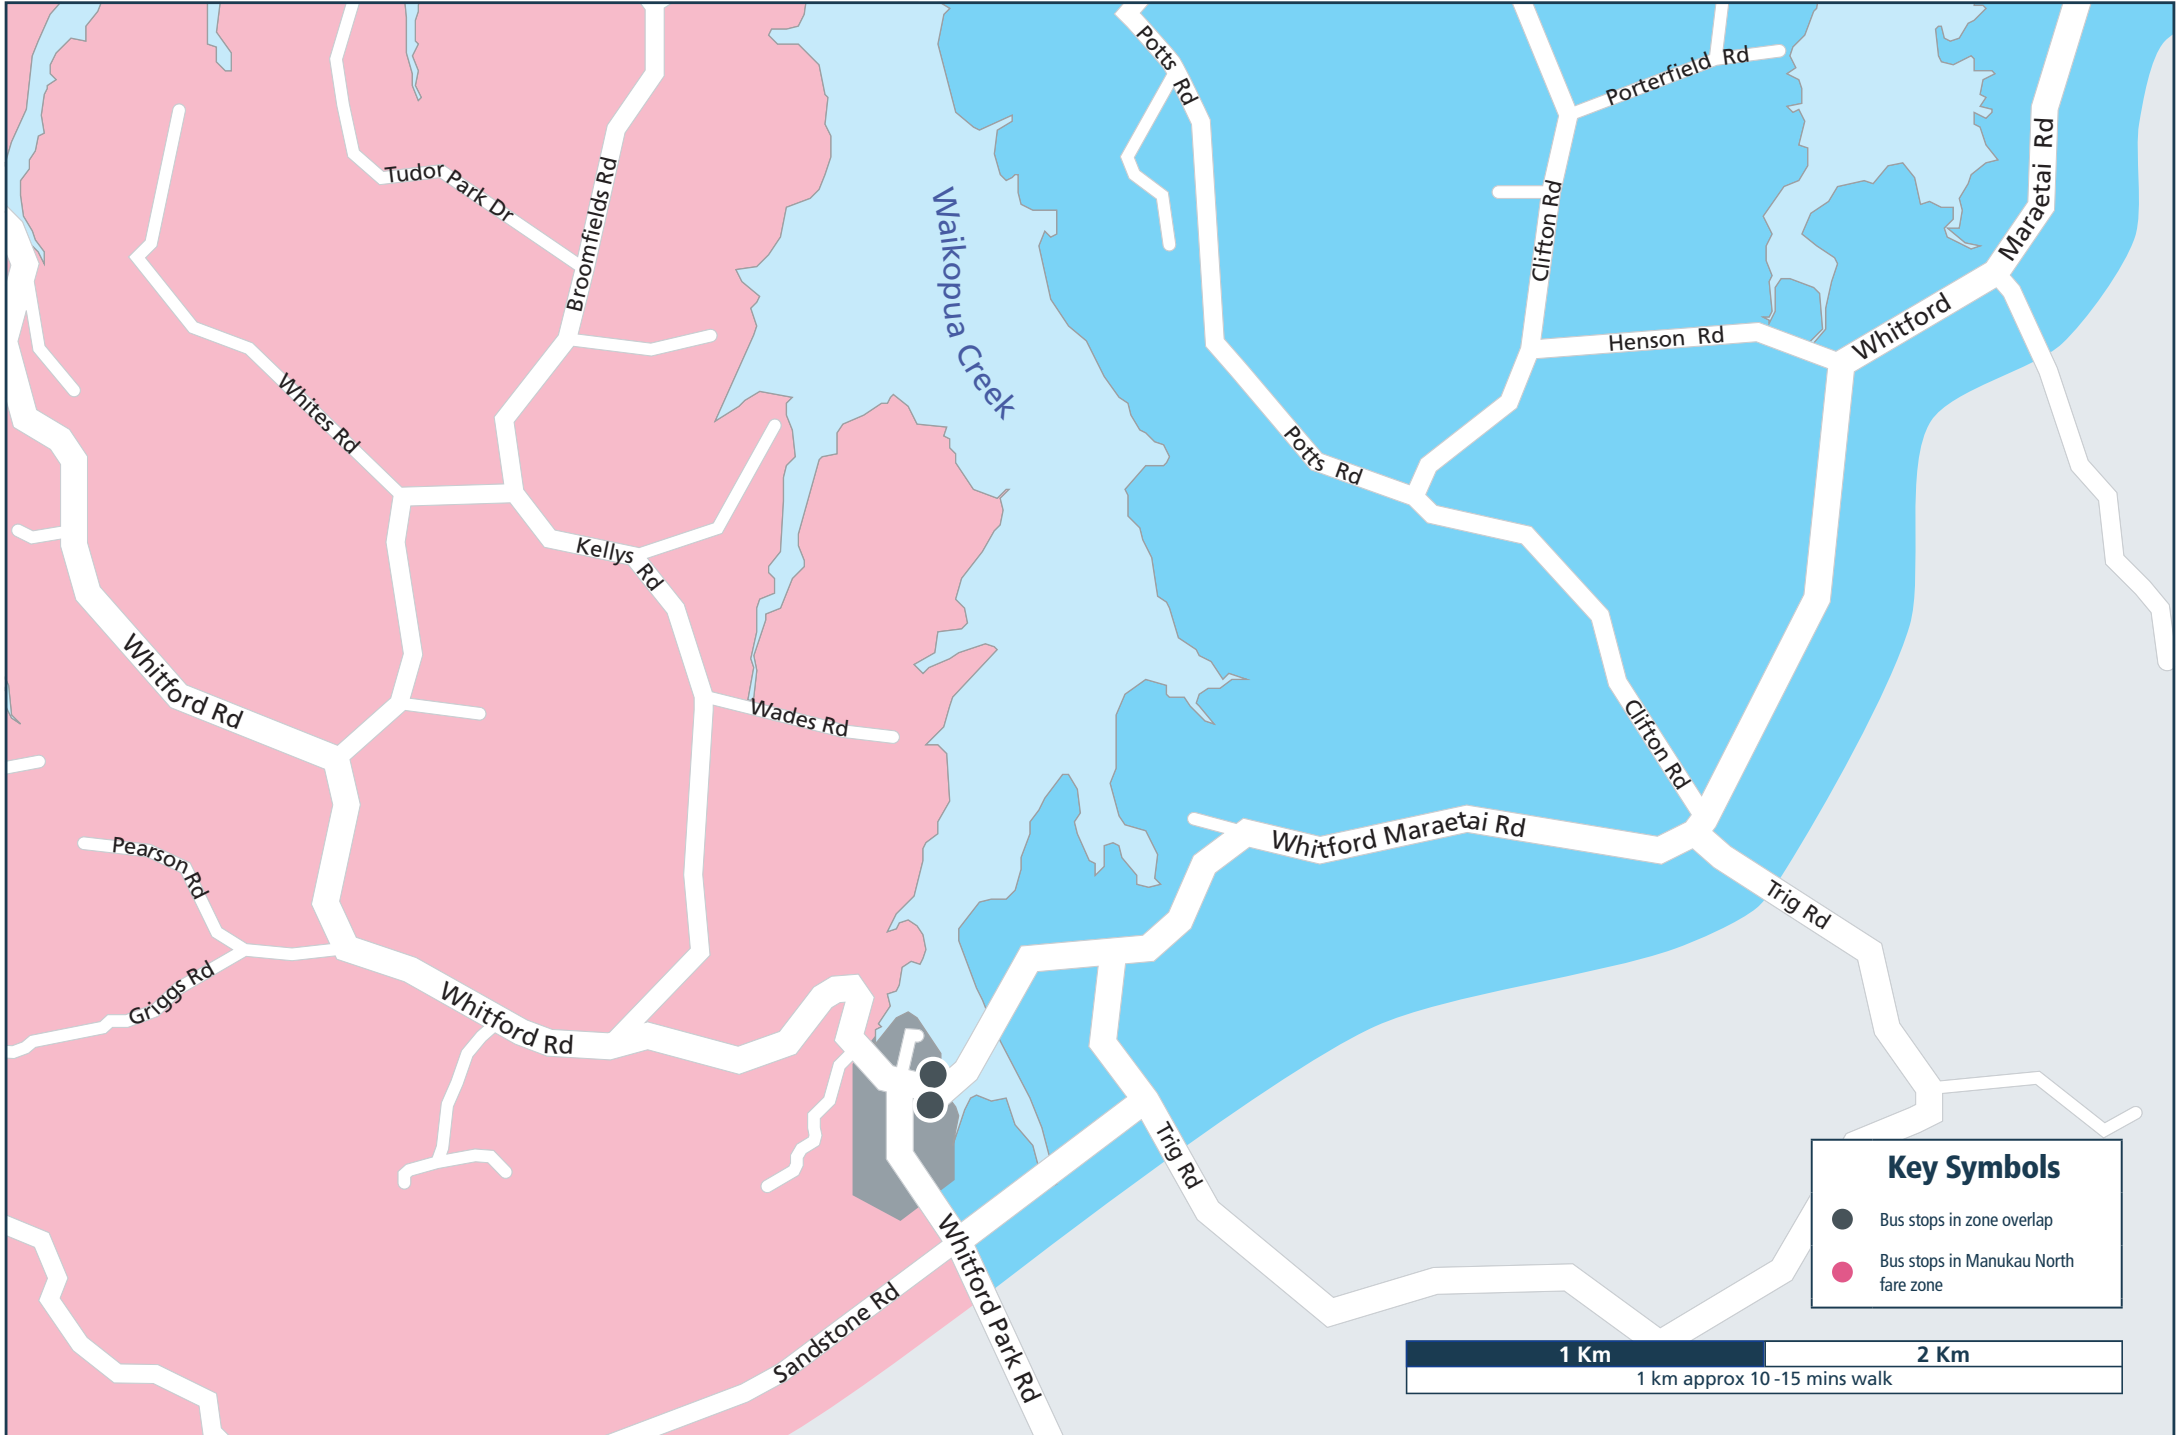 Potts Rd
Porterfield Rd
Maraetai Rd
Tudor Park Dr
Broomfields Rd
Waikopua Creek
Clifton Rd
Henson Rd
Whitford
Whites Rd
Potts Rd
Kellys Rd
Whitford Rd
Wades Rd
Clifton Rd
Whitford Maraetai Rd
Pearson Rd
Trig Rd
Griggs Rd
Whitford Rd
Trig Rd
Whitford Park Rd
Sandstone Rd
Key Symbols
Bus stops in zone overlap
Bus stops in Manukau North
fare zone
1 Km 2 Km
1 km approx 10 -15 mins walk